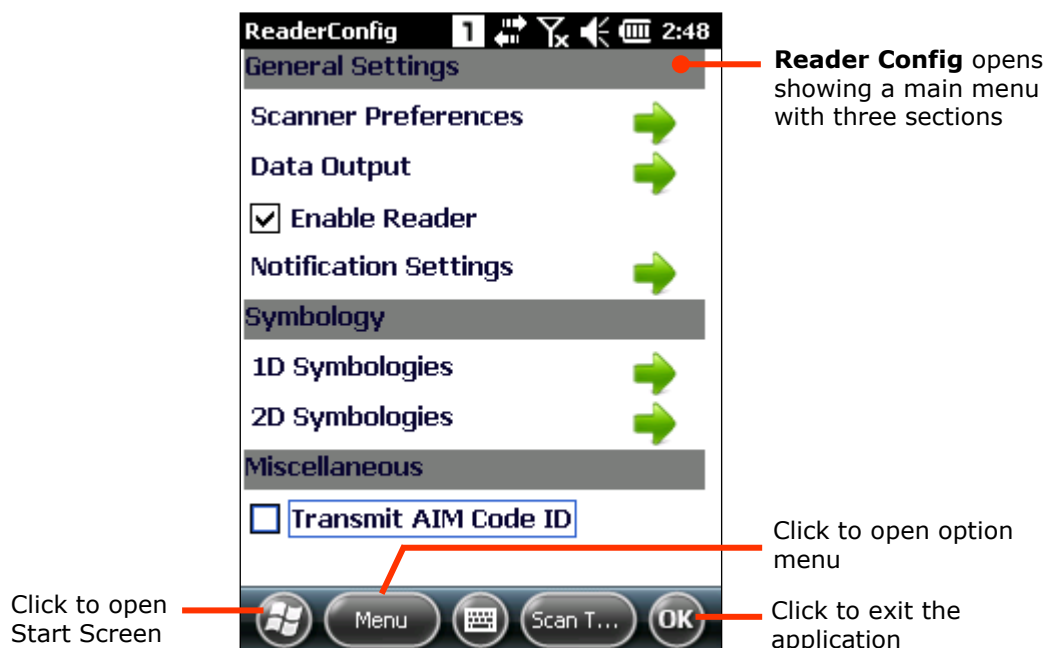 ReaderConfig 1 2:48
General Settings
Reader Config opens
showing a main menu
with three sections
Scanner Preferences
Data Output
Enable Reader
Notification Settings
Symbology
1D Symbologies
2D Symbologies
Miscellaneous
Transmit AIM Code ID
Click to open option
menu
Click to open
Start Screen
Menu
Scan T...
OK
Click to exit the
application